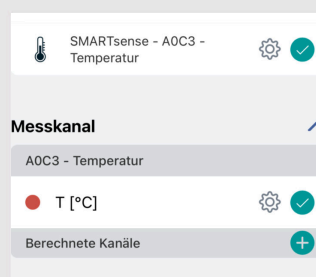 SMARTsense - A0C3 -
Temperatur
Messkanal
A0C3 - Temperatur
T [°C]
Berechnete Kanäle